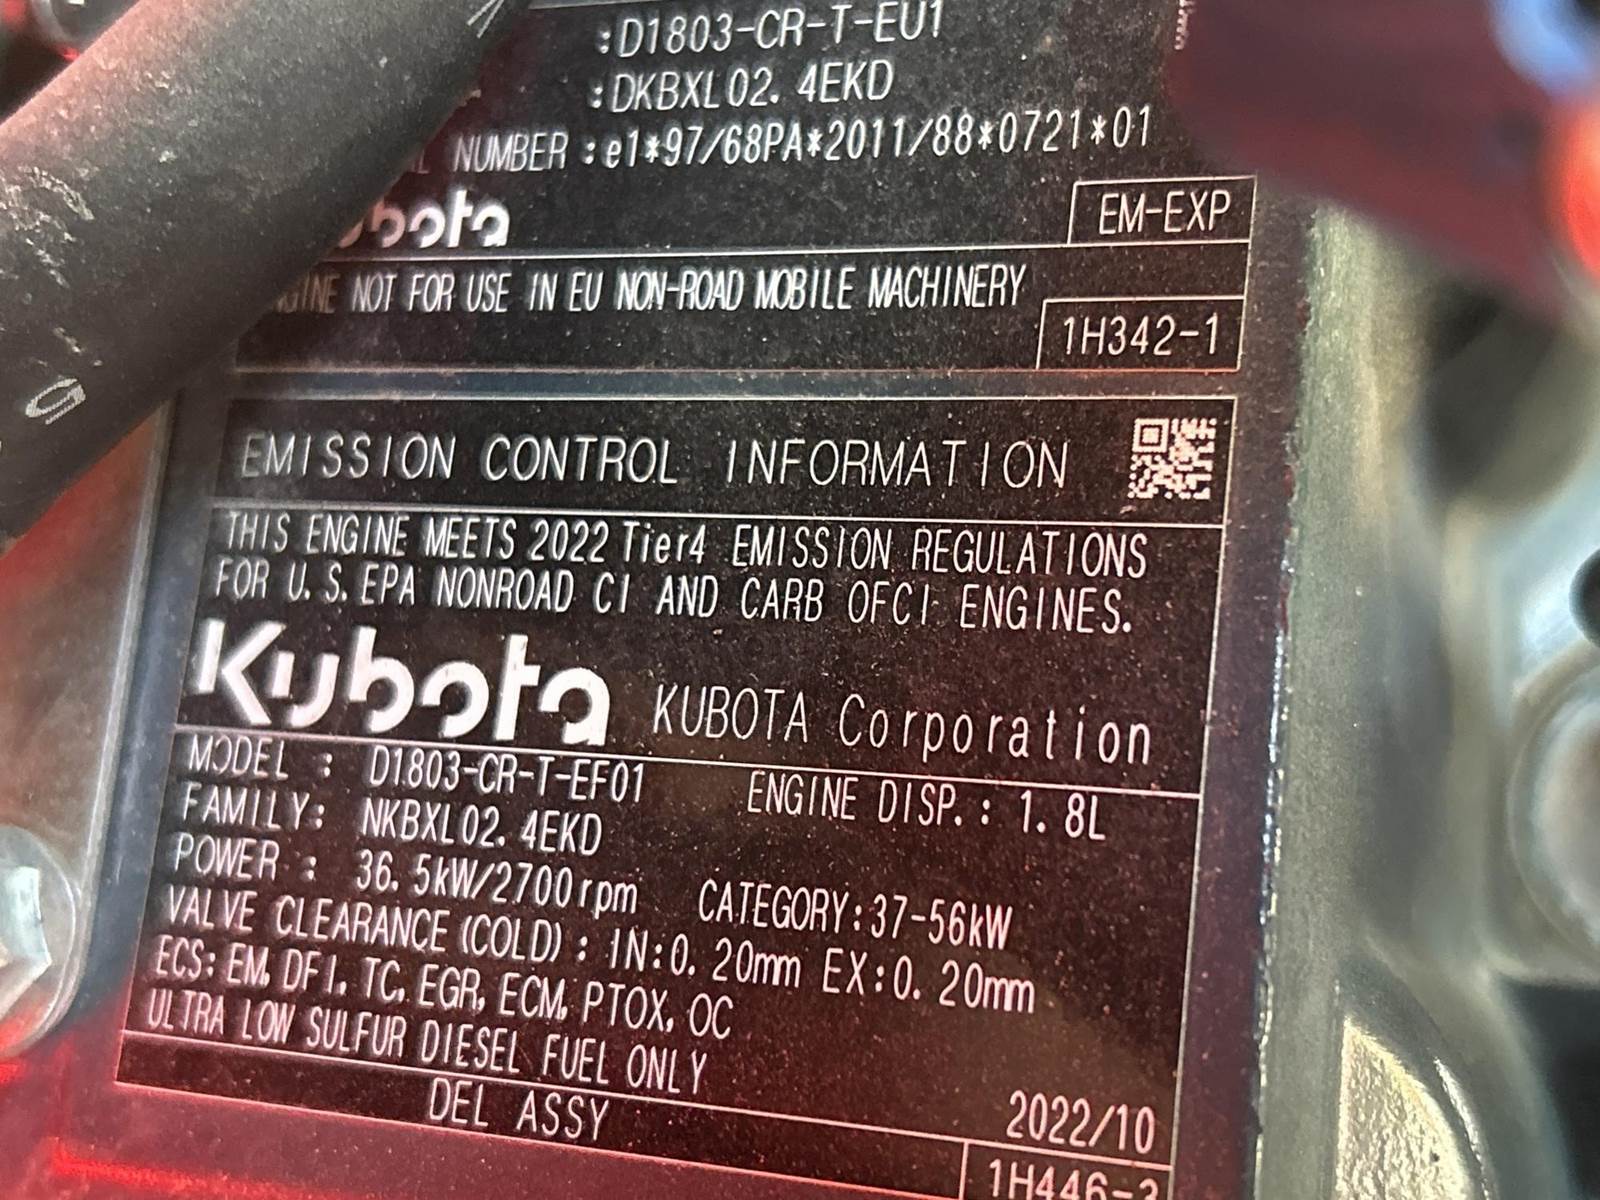 :D1803-CR-T-EU1
:DKBXL02.4EKD
NUMBER :e1*97/68PA*2011/88*0721*01
EM-EXP
NOT FOR USE IN EU NON-ROAD MOBILE MACHINERY
1H342-1
EMISSION CONTROL INFORMATION
THIS ENGINE MEETS 2022 Tier4 EMISSION REGULATIONS
FOR U.S.EPA NONROAD CI AND CARB OFCI ENGINES.
Kubota KUBOTA Corporation
MODEL : D1803-CR-T-EF01 ENGINE DISP.: 1.8L
FAMILY: NKBXL02.4EKD
POWER : 36.5kW/2700rpm CATEGORY:37-56kW
VALVE CLEARANCE (COLD) : IN:0.20mm EX:0.20mm
ECS: EM, DFI, TC, EGR, ECM, PTOX, OC
ULTRA LOW SULFUR DIESEL FUEL ONLY
DEL ASSY
2022/10
1H446-3
5